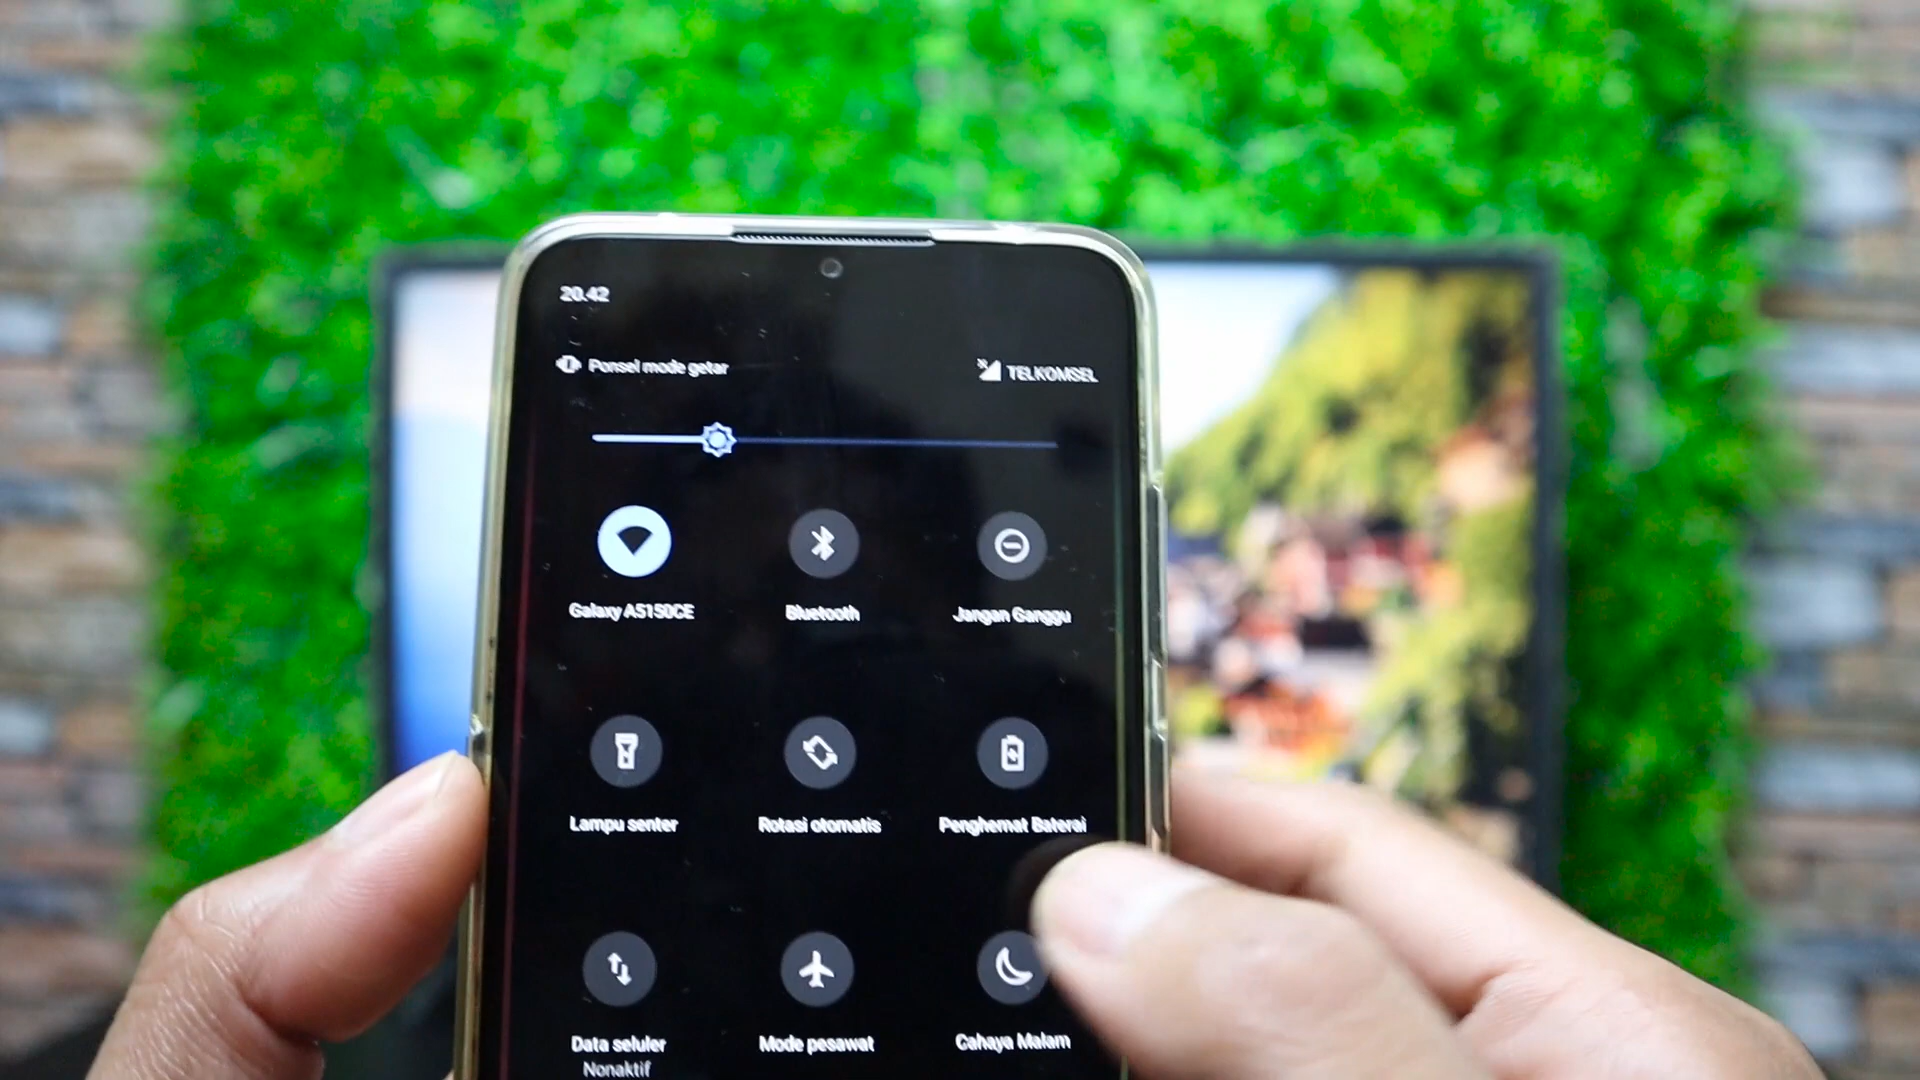 20.42
Ponsel mode getar
TELKOMSEL
Galaxy A5150CE
Bluetooth
Jangan Ganggu
Lampu senter
Rotasi otomatis
Penghemat Baterai
Data seluler
Nonaktif
Mode pesawat
Cahaya Malam